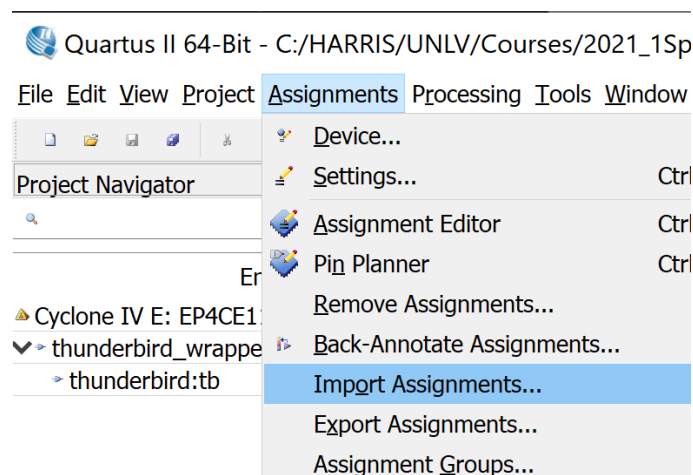 Quartus II 64-Bit - C:/HARRIS/UNLV/Courses/2021_1Sp
File Edit View Project Assignments Processing Tools Window
Device...
Project Navigator
Settings... Ctrl
Assignment Editor Ctrl
En
Pin Planner Ctrl
Remove Assignments...
Cyclone IV E: EP4CE1
thunderbird_wrappe
Back-Annotate Assignments...
thunderbird:tb
Import Assignments...
Export Assignments...
Assignment Groups...